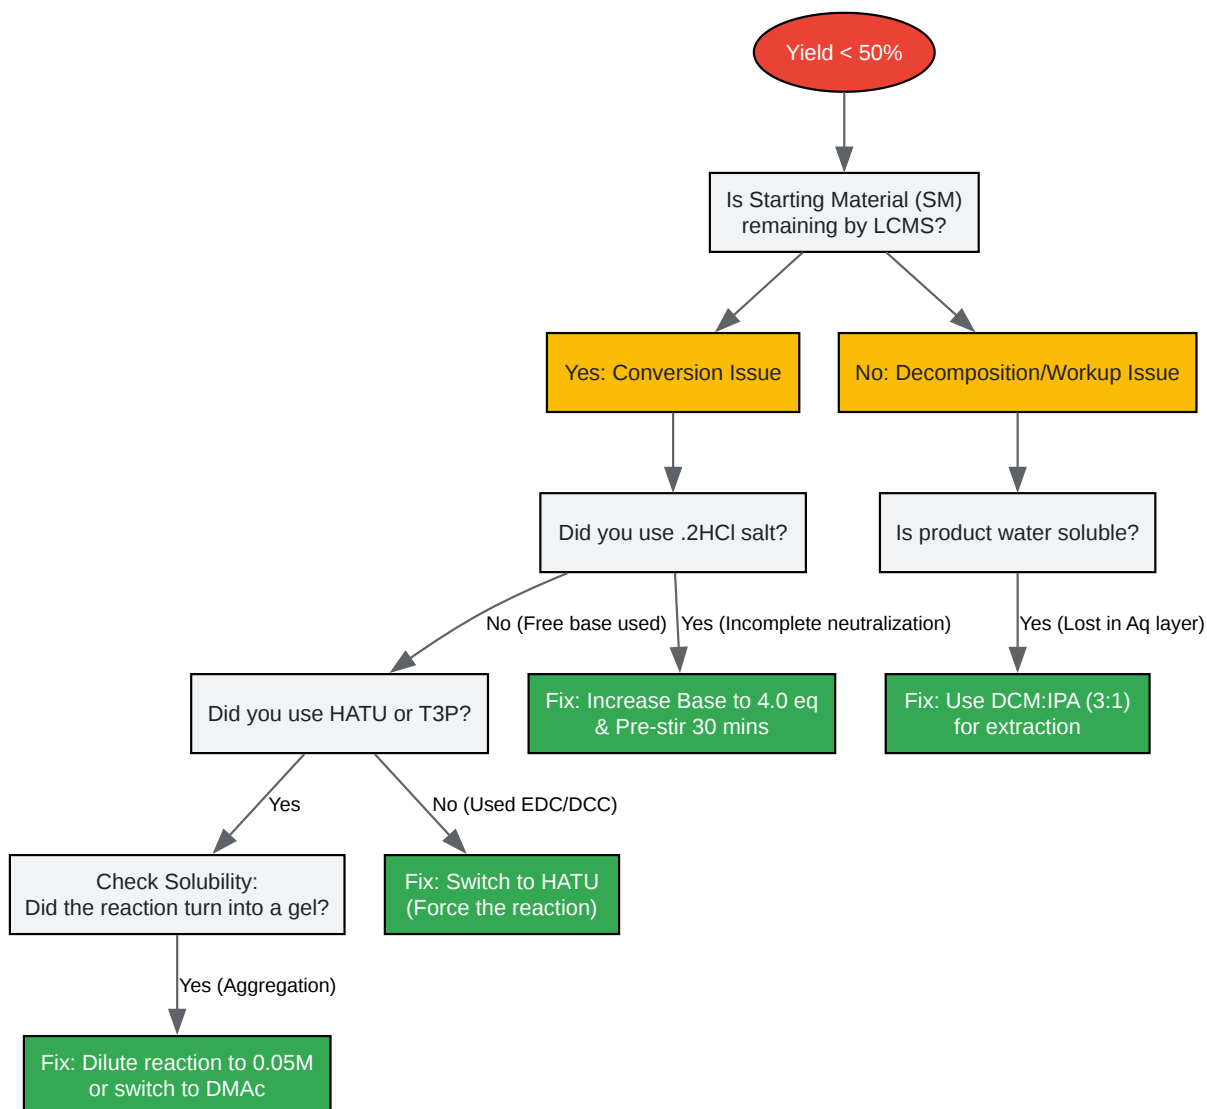 Yield < 50%
Is Starting Material (SM)
remaining by LCMS?
Yes: Conversion Issue
No: Decomposition/Workup Issue
Did you use .2HCl salt?
Is product water soluble?
No (Free base used)
Yes (Incomplete neutralization)
Yes (Lost in Aq layer)
Did you use HATU or T3P?
Fix: Increase Base to 4.0 eq
& Pre-stir 30 mins
Fix: Use DCM:IPA (3:1)
for extraction
Yes
No (Used EDC/DCC)
Check Solubility:
Did the reaction turn into a gel?
Fix: Switch to HATU
(Force the reaction)
Yes (Aggregation)
Fix: Dilute reaction to 0.05M
or switch to DMAc